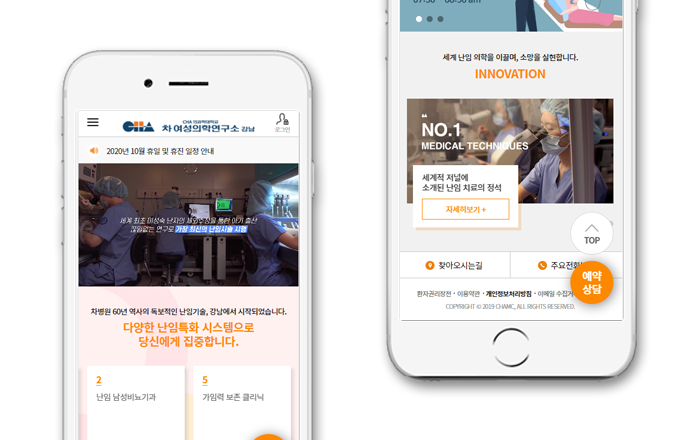 CHA 의과학대학교
차 여성의학연구소 강남
로그인
2020년 10월 휴일 및 휴진 일정 안내
세계 최초 미성숙 난자의 체외수정을 통한 아기 출산
끊임없는 연구로 가장 최신의 난임시술 시행
차병원 60년 역사의 독보적인 난임기술, 강남에서 시작되었습니다.
다양한 난임특화 시스템으로
당신에게 집중합니다.
2
난임 남성비뇨기과
5
가임력 보존 클리닉
세계 난임 의학을 이끌며, 소망을 실현합니다.
INNOVATION
NO.1
MEDICAL TECHNIQUES
세계적 저널에
소개된 난임 치료의 정석
자세히보기 +
TOP
찾아오시는길
주요전화
예약
상담
환자권리장전 · 이용약관 · 개인정보처리방침 · 이메일 수집거
COPYRIGHT © 2019 CHAMC, ALL RIGHTS RESERVED.